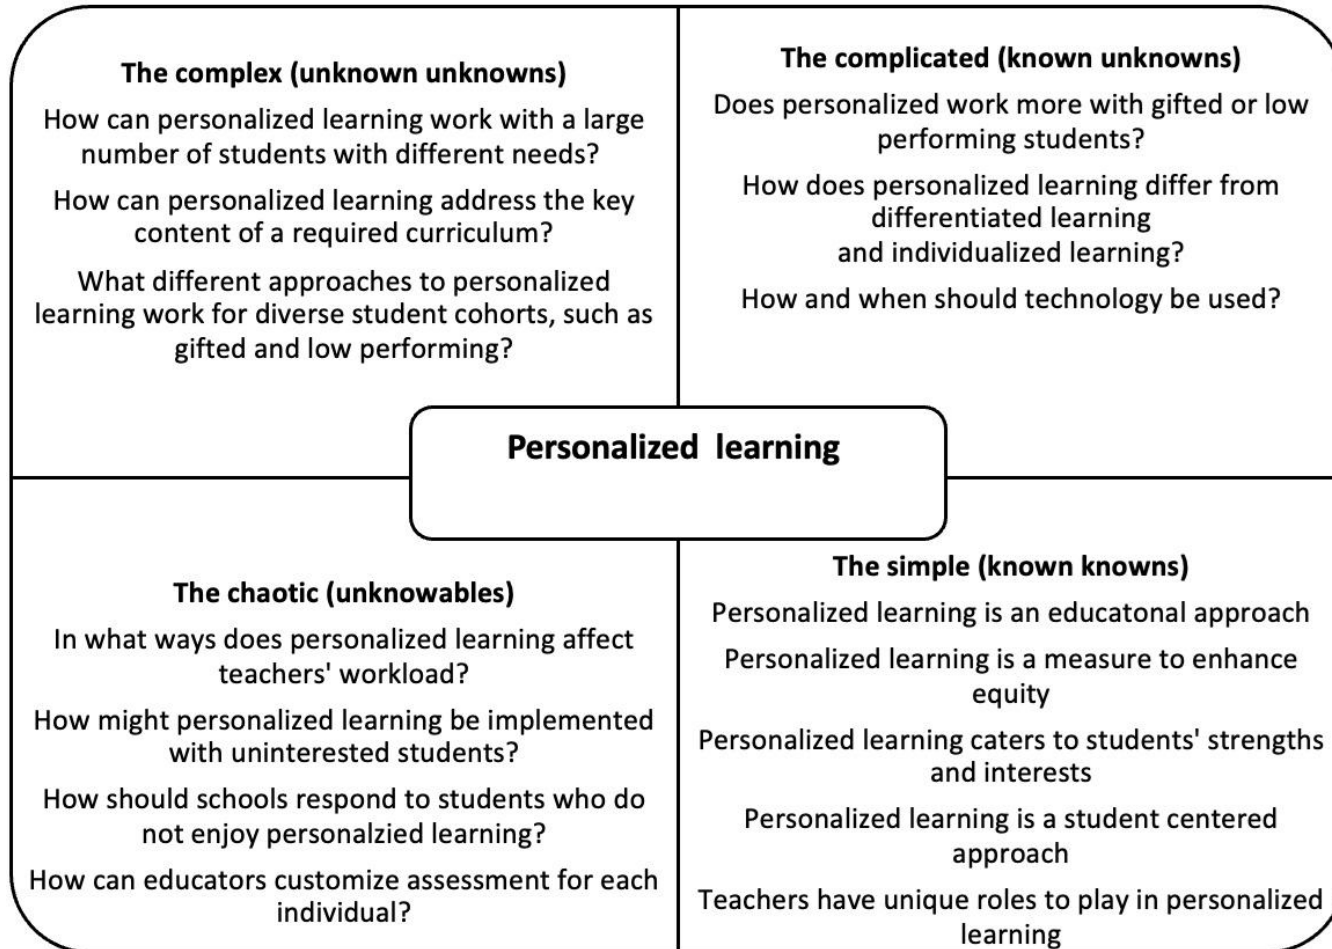 The complex (unknown unknowns)
How can personalized learning work with a large
number of students with different needs?
How can personalized learning address the key
content of a required curriculum?
What different approaches to personalized
learning work for diverse student cohorts, such as
gifted and low performing?
The complicated (known unknowns)
Does personalized work more with gifted or low
performing students?
How does personalized learning differ from
differentiated learning
and individualized learning?
How and when should technology be used?
Personalized learning
The chaotic (unknowables)
In what ways does personalized learning affect
teachers' workload?
How might personalized learning be implemented
with uninterested students?
How should schools respond to students who do
not enjoy personalzied learning?
How can educators customize assessment for each
individual?
The simple (known knowns)
Personalized learning is an educatonal approach
Personalized learning is a measure to enhance
equity
Personalized learning caters to students' strengths
and interests
Personalized learning is a student centered
approach
Teachers have unique roles to play in personalized
learning